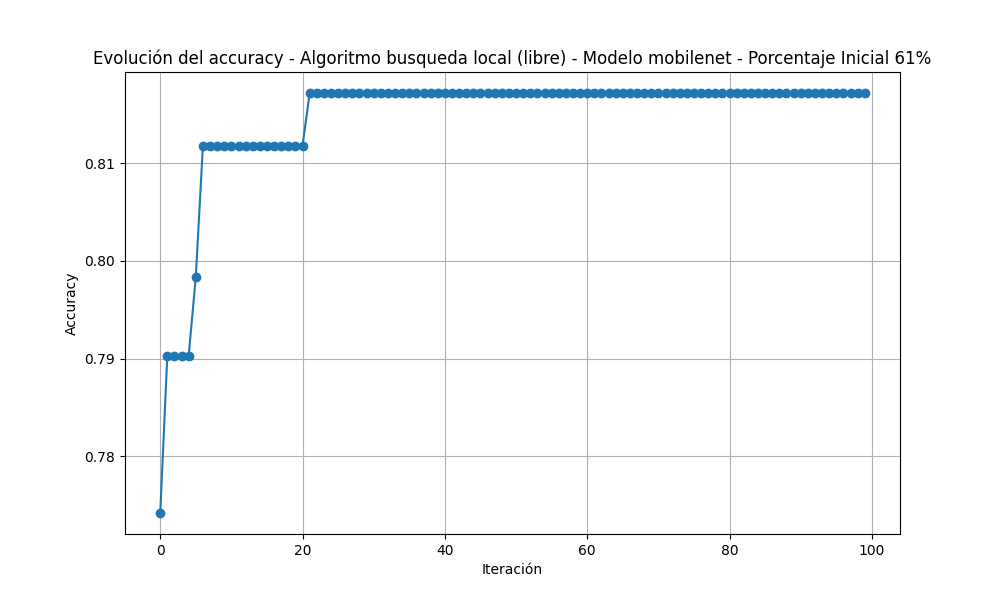 Evolución del accuracy - Algoritmo busqueda local (libre) - Modelo mobilenet - Porcentaje Inicial 61%
Accuracy
0.81
0.80
0.79
0.78
0 20 40 60 80 100
Iteración